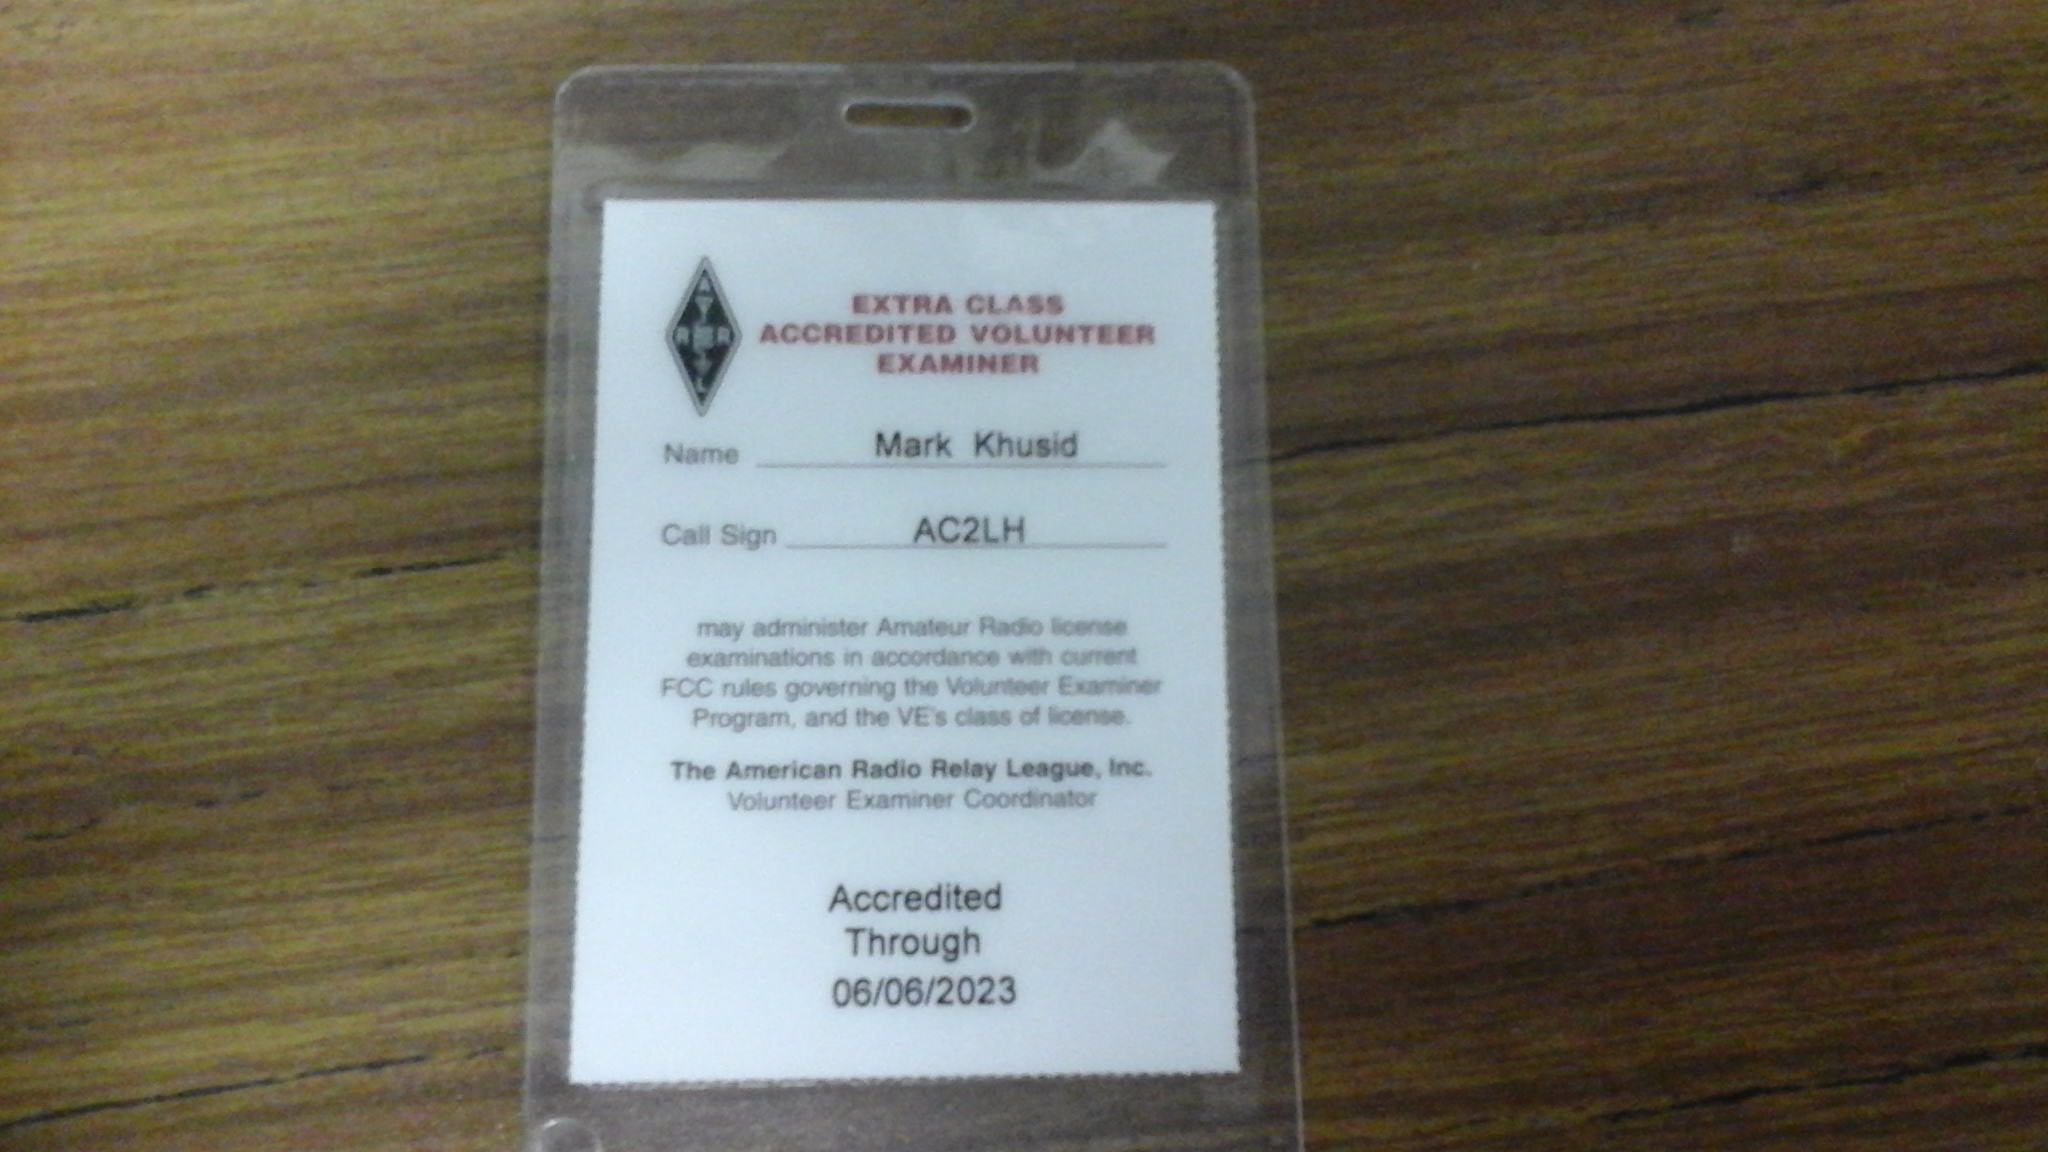 EXTRA CLASS
ACCREDITED VOLUNTEER
EXAMINER
ARRL
Name Mark Khusid
Call Sign AC2LH
may administer Amateur Radio license
examinations in accordance with current
FCC rules governing the Volunteer Examiner
Program, and the VE's class of license.
The American Radio Relay League, Inc.
Volunteer Examiner Coordinator
Accredited
Through
06/06/2023